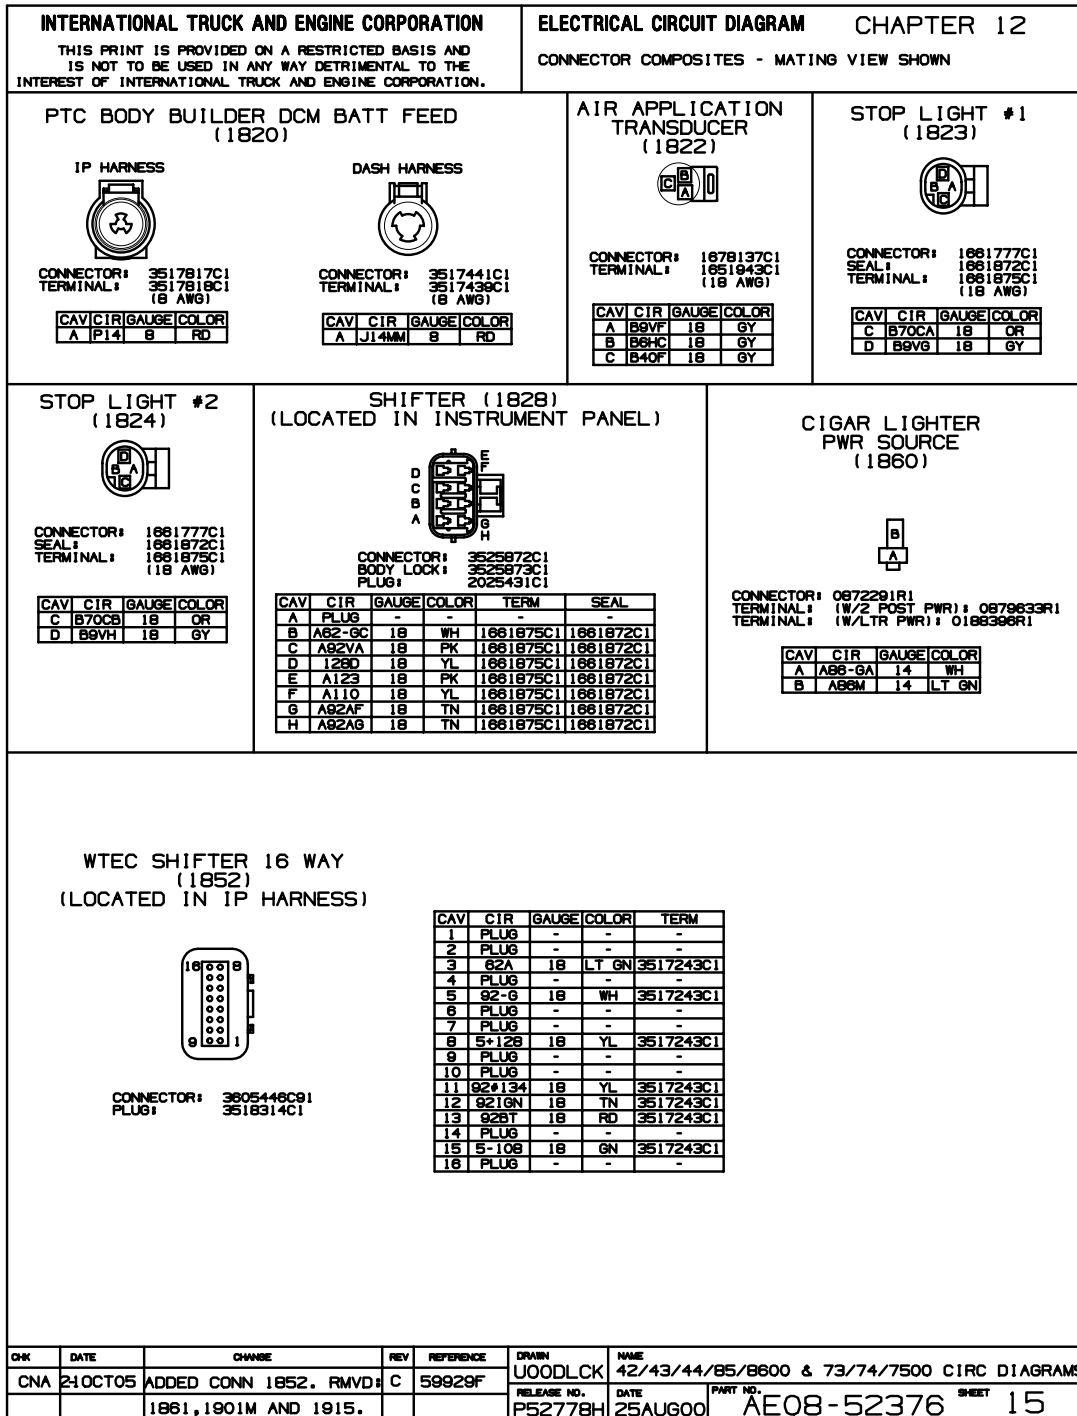 INTERNATIONAL TRUCK AND ENGINE CORPORATION
THIS PRINT IS PROVIDED ON A RESTRICTED BASIS AND
IS NOT TO BE USED IN ANY WAY DETRIMENTAL TO THE
INTEREST OF INTERNATIONAL TRUCK AND ENGINE CORPORATION.
ELECTRICAL CIRCUIT DIAGRAM CHAPTER 12
CONNECTOR COMPOSITES - MATING VIEW SHOWN
PTC BODY BUILDER DCM BATT FEED
(1820)
IP HARNESS
CONNECTOR: 3517817C1
TERMINAL: 3517818C1
(8 AWG)
CAV CIR GAUGE COLOR
A P14 8 RD
DASH HARNESS
CONNECTOR: 3517441C1
TERMINAL: 3517439C1
(8 AWG)
CAV CIR GAUGE COLOR
A J14MM 8 RD
AIR APPLICATION
TRANSDUCER
(1822)
C B
A
CONNECTOR: 1678137C1
TERMINAL: 1651943C1
(18 AWG)
CAV CIR GAUGE COLOR
A B9VF 18 GY
B B6HC 18 GY
C B40F 18 GY
STOP LIGHT #1
(1823)
D
B A
C
CONNECTOR: 1661777C1
SEAL: 1661872C1
TERMINAL: 1661875C1
(18 AWG)
CAV CIR GAUGE COLOR
C B70CA 18 OR
D B9VG 18 GY
STOP LIGHT #2
(1824)
D
B A
C
CONNECTOR: 1661777C1
SEAL: 1661872C1
TERMINAL: 1661875C1
(18 AWG)
CAV CIR GAUGE COLOR
C B70CB 18 OR
D B9VH 18 GY
SHIFTER (1828)
(LOCATED IN INSTRUMENT PANEL)
D E
C F
B G
A H
CONNECTOR: 3525872C1
BODY LOCK: 3525873C1
PLUG: 2025431C1
CAV CIR GAUGE COLOR TERM SEAL
A PLUG - - - -
B A62-GC 18 WH 1661875C1 1661872C1
C A92VA 18 PK 1661875C1 1661872C1
D 128D 18 YL 1661875C1 1661872C1
E A123 18 PK 1661875C1 1661872C1
F A110 18 YL 1661875C1 1661872C1
G A92AF 18 TN 1661875C1 1661872C1
H A92AG 18 TN 1661875C1 1661872C1
CIGAR LIGHTER
PWR SOURCE
(1860)
B
A
CONNECTOR: 0872291R1
TERMINAL: (W/2 POST PWR): 0879633R1
TERMINAL: (W/LTR PWR): 0188396R1
CAV CIR GAUGE COLOR
A A86-GA 14 WH
B A86M 14 LT GN
WTEC SHIFTER 16 WAY
(1852)
(LOCATED IN IP HARNESS)
16 8
9 1
CONNECTOR: 3605446C91
PLUG: 3518314C1
CAV CIR GAUGE COLOR TERM
1 PLUG - - -
2 PLUG - - -
3 62A 18 LT GN 3517243C1
4 PLUG - - -
5 92-G 18 WH 3517243C1
6 PLUG - - -
7 PLUG - - -
8 5+128 18 YL 3517243C1
9 PLUG - - -
10 PLUG - - -
11 92#134 18 YL 3517243C1
12 92IGN 18 TN 3517243C1
13 92BT 18 RD 3517243C1
14 PLUG - - -
15 5-108 18 GN 3517243C1
16 PLUG - - -
CHK DATE CHANGE REV REFERENCE
CNA 21OCT05 ADDED CONN 1852. RMVD: C 59929F
1861,1901M AND 1915.
DRAWN NAME
UOODLCK 42/43/44/85/8600 & 73/74/7500 CIRC DIAGRAMS
RELEASE NO. DATE PART NO. SHEET
P52778H 25AUG00 AE08-52376 15